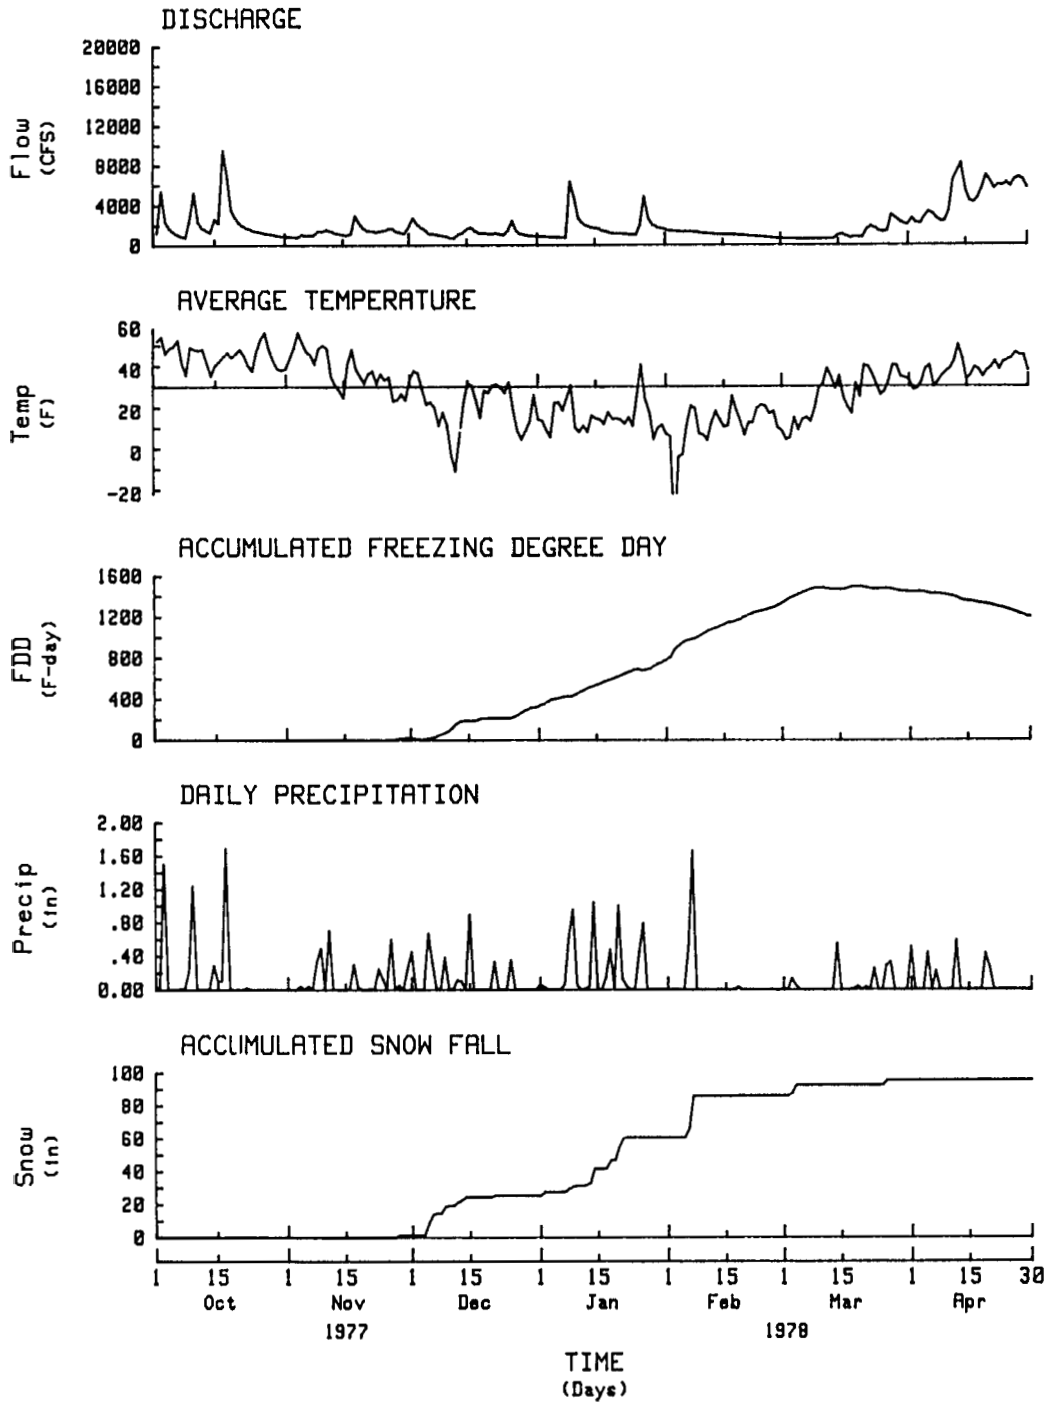 DISCHARGE
20000
16000
12000
8000
4000
0
Flow
(CFS)
AVERAGE TEMPERATURE
60
40
20
0
-20
Temp
(F)
ACCUMULATED FREEZING DEGREE DAY
1600
1200
800
400
0
FDD
(F-day)
DAILY PRECIPITATION
2.00
1.60
1.20
.80
.40
0.00
Precip
(in)
ACCUMULATED SNOW FALL
100
80
60
40
20
0
Snow
(in)
1 15 1 15 1 15 1 15 1 15 1 15 1 15 30
Oct Nov Dec Jan Feb Mar Apr
1977 1978
TIME
(Days)